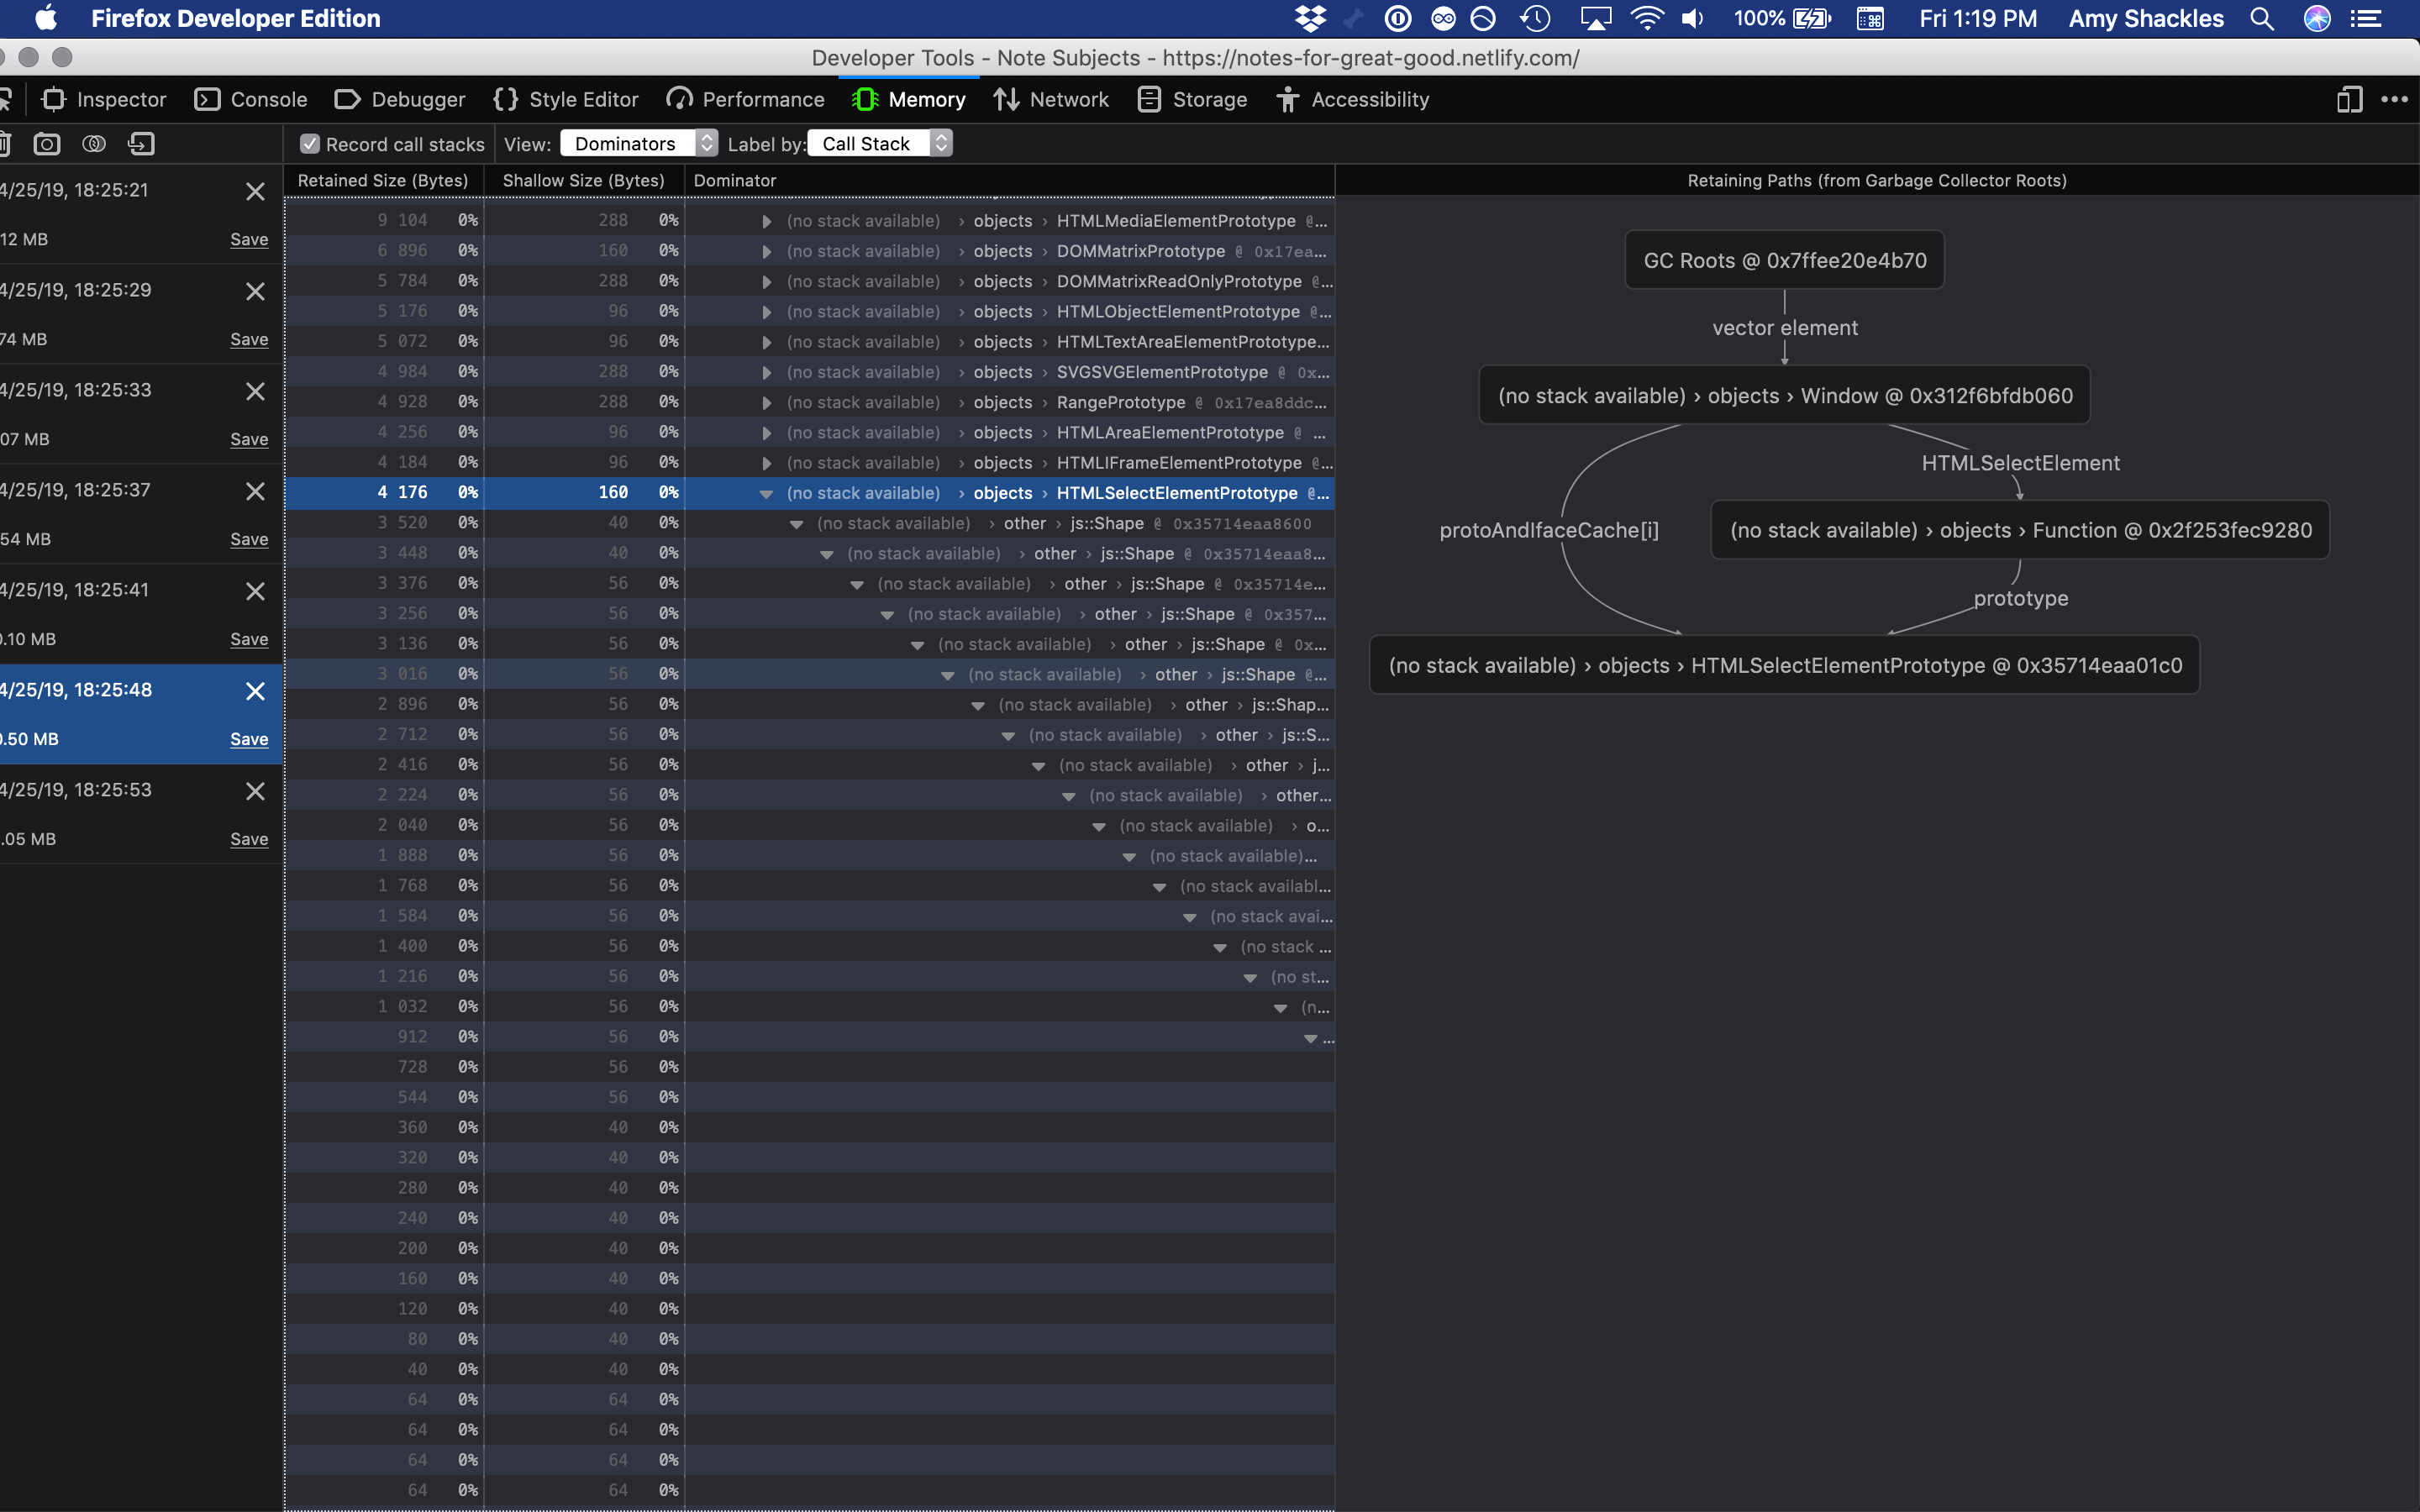 Firefox Developer Edition 100% Fri 1:19 PM Amy Shackles
Developer Tools - Note Subjects - https://notes-for-great-good.netlify.com/
Inspector Console Debugger Style Editor Performance Memory Network Storage Accessibility
Record call stacks View: Dominators Label by: Call Stack
Retained Size (Bytes) Shallow Size (Bytes) Dominator Retaining Paths (from Garbage Collector Roots)
4/25/19, 18:25:21
12 MB Save
4/25/19, 18:25:29
74 MB Save
4/25/19, 18:25:33
07 MB Save
4/25/19, 18:25:37
54 MB Save
4/25/19, 18:25:41
0.10 MB Save
4/25/19, 18:25:48
0.50 MB Save
4/25/19, 18:25:53
.05 MB Save
9 104 0% 288 0% (no stack available) › objects › HTMLMediaElementPrototype @...
6 896 0% 160 0% (no stack available) › objects › DOMMatrixPrototype @ 0x17ea...
5 784 0% 288 0% (no stack available) › objects › DOMMatrixReadOnlyPrototype @...
5 176 0% 96 0% (no stack available) › objects › HTMLObjectElementPrototype @...
5 072 0% 96 0% (no stack available) › objects › HTMLTextAreaElementPrototype...
4 984 0% 288 0% (no stack available) › objects › SVGSVGElementPrototype @ 0x...
4 928 0% 288 0% (no stack available) › objects › RangePrototype @ 0x17ea8ddc...
4 256 0% 96 0% (no stack available) › objects › HTMLAreaElementPrototype @ ...
4 184 0% 96 0% (no stack available) › objects › HTMLIFrameElementPrototype @...
4 176 0% 160 0% (no stack available) › objects › HTMLSelectElementPrototype @...
3 520 0% 40 0% (no stack available) › other › js::Shape @ 0x35714eaa8600
3 448 0% 40 0% (no stack available) › other › js::Shape @ 0x35714eaa8...
3 376 0% 56 0% (no stack available) › other › js::Shape @ 0x35714e...
3 256 0% 56 0% (no stack available) › other › js::Shape @ 0x357...
3 136 0% 56 0% (no stack available) › other › js::Shape @ 0x...
3 016 0% 56 0% (no stack available) › other › js::Shape @...
2 896 0% 56 0% (no stack available) › other › js::Shap...
2 712 0% 56 0% (no stack available) › other › js::S...
2 416 0% 56 0% (no stack available) › other › j...
2 224 0% 56 0% (no stack available) › other...
2 040 0% 56 0% (no stack available) › o...
1 888 0% 56 0% (no stack available)...
1 768 0% 56 0% (no stack availabl...
1 584 0% 56 0% (no stack avai...
1 400 0% 56 0% (no stack ...
1 216 0% 56 0% (no st...
1 032 0% 56 0% (n...
912 0% 56 0% ...
728 0% 56 0%
544 0% 56 0%
360 0% 40 0%
320 0% 40 0%
280 0% 40 0%
240 0% 40 0%
200 0% 40 0%
160 0% 40 0%
120 0% 40 0%
80 0% 40 0%
40 0% 40 0%
64 0% 64 0%
64 0% 64 0%
64 0% 64 0%
64 0% 64 0%
GC Roots @ 0x7ffee20e4b70
vector element
(no stack available) › objects › Window @ 0x312f6bfdb060
HTMLSelectElement
protoAndIfaceCache[i]
(no stack available) › objects › Function @ 0x2f253fec9280
prototype
(no stack available) › objects › HTMLSelectElementPrototype @ 0x35714eaa01c0